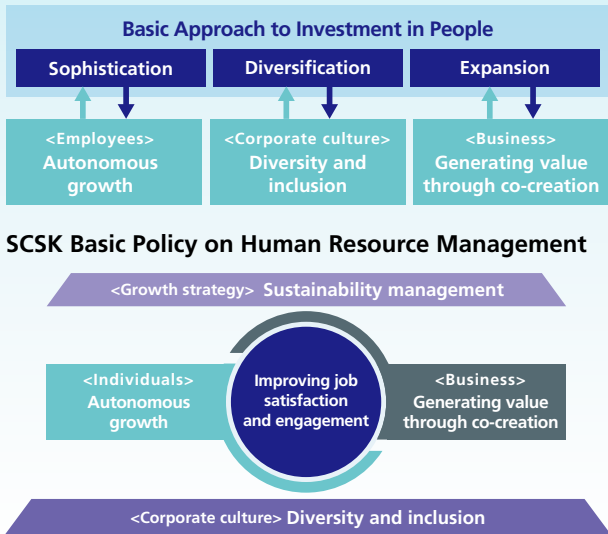 Basic Approach to Investment in People
Sophistication
Diversification
Expansion
<Employees>
Autonomous
growth
<Corporate culture>
Diversity and
inclusion
<Business>
Generating value
through co-creation
SCSK Basic Policy on Human Resource Management
<Growth strategy> Sustainability management
<Individuals>
Autonomous
growth
Improving job
satisfaction
and engagement
<Business>
Generating value
through co-creation
<Corporate culture> Diversity and inclusion